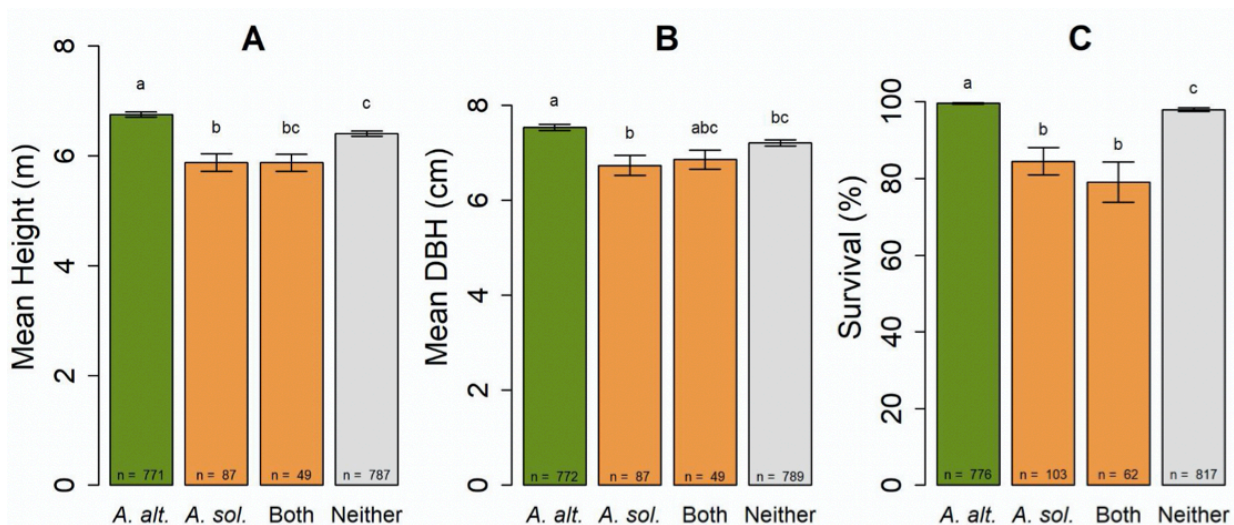 A
Mean Height (m)
8
6
4
2
0
a
b
bc
c
n = 771
n = 87
n = 49
n = 787
A. alt.
A. sol.
Both
Neither
B
Mean DBH (cm)
8
6
4
2
0
a
b
abc
bc
n = 772
n = 87
n = 49
n = 789
A. alt.
A. sol.
Both
Neither
C
Survival (%)
100
80
60
40
20
0
a
b
b
c
n = 776
n = 103
n = 62
n = 817
A. alt.
A. sol.
Both
Neither